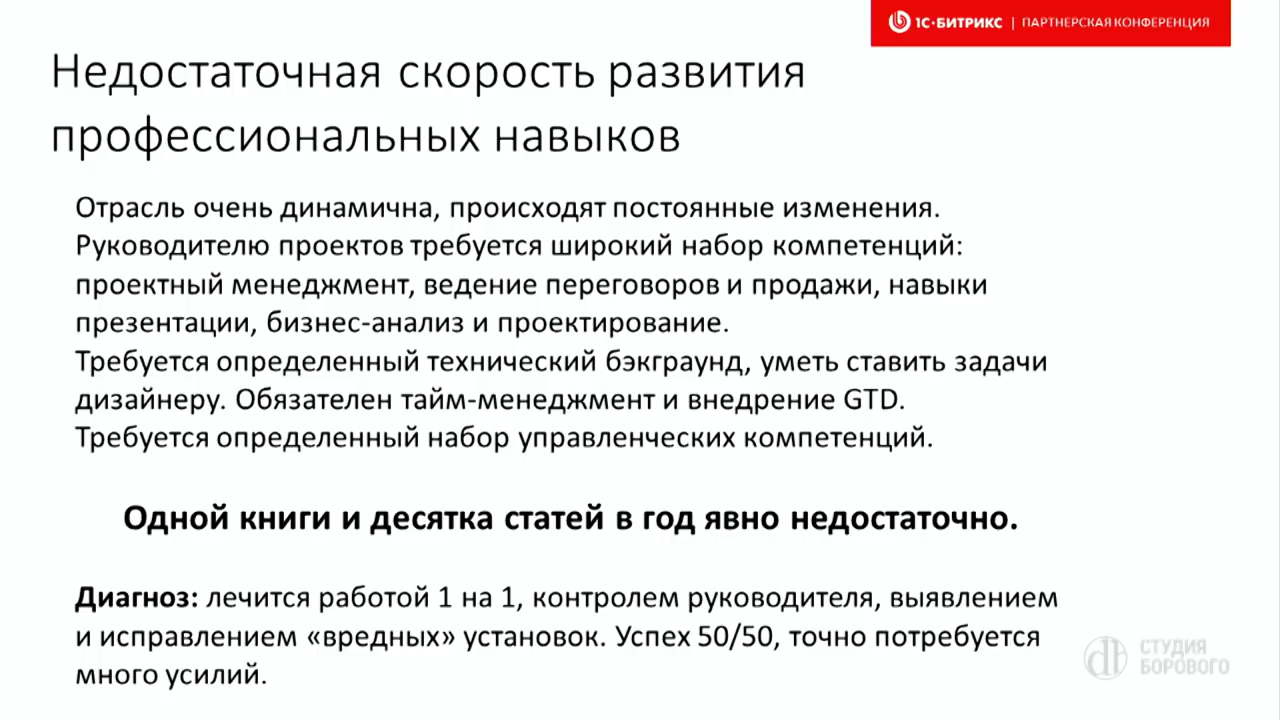 1С-БИТРИКС | ПАРТНЕРСКАЯ КОНФЕРЕНЦИЯ
Недостаточная скорость развития
профессиональных навыков
Отрасль очень динамична, происходят постоянные изменения.
Руководителю проектов требуется широкий набор компетенций:
проектный менеджмент, ведение переговоров и продажи, навыки
презентации, бизнес-анализ и проектирование.
Требуется определенный технический бэкграунд, уметь ставить задачи
дизайнеру. Обязателен тайм-менеджмент и внедрение GTD.
Требуется определенный набор управленческих компетенций.
Одной книги и десятка статей в год явно недостаточно.
Диагноз: лечится работой 1 на 1, контролем руководителя, выявлением
и исправлением «вредных» установок. Успех 50/50, точно потребуется
много усилий.
СТУДИЯ
БОРОВОГО